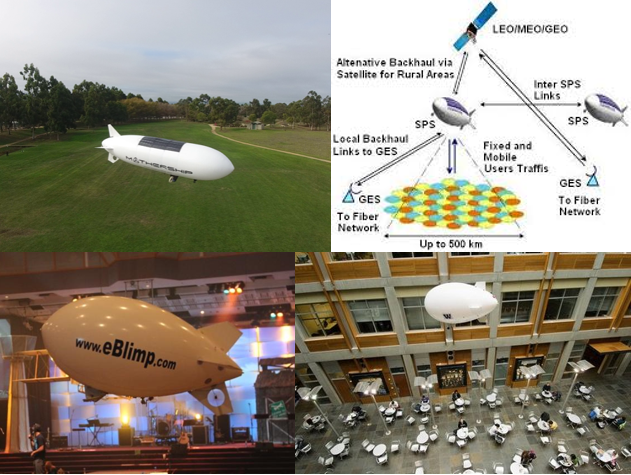 MOTHERSHIP
LEO/MEO/GEO
Altenative Backhaul via
Satellite for Rural Areas
Inter SPS
Links
SPS
SPS
Local Backhaul
Links to GES
Fixed and
Mobile
Users Traffis
GES
To Fiber
Network
GES
To Fiber
Network
Up to 500 km
www.eBlimp.com
W